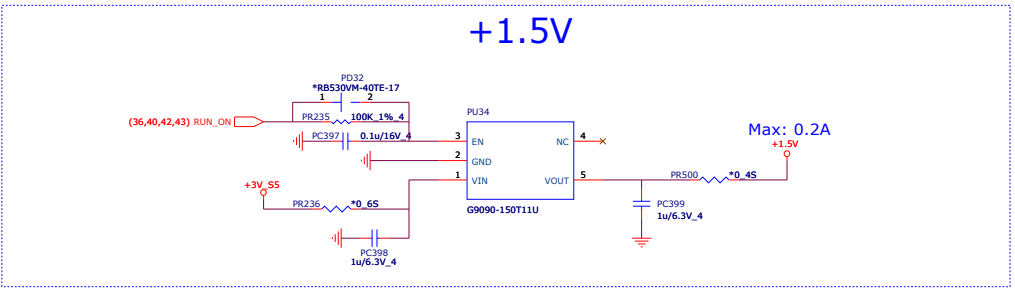 +1.5V
PD32
*RB530VM-40TE-17
1 2
PU34
(36,40,42,43) RUN_ON
PR235 100K_1%_4
Max: 0.2A
PC397 0.1u/16V_4
3 EN NC 4
+1.5V
2 GND
1 VIN VOUT 5
PR500 *0_4S
+3V_S5
PR236 *0_6S
G9090-150T11U
PC399
1u/6.3V_4
PC398
1u/6.3V_4